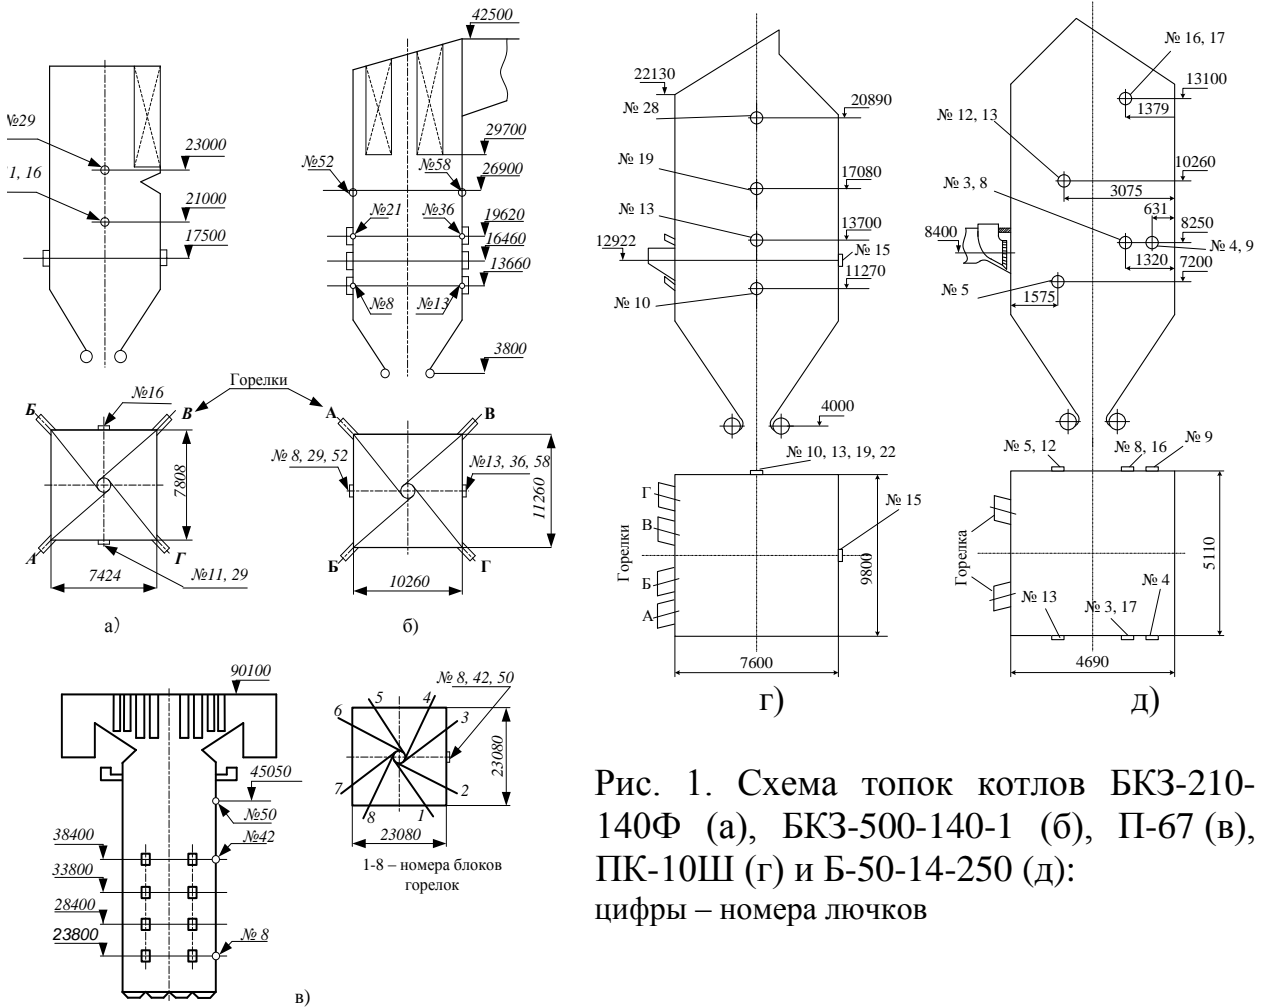 42500
№29
23000
11, 16
21000
17500
29700
№52
№58
26900
№21
№36
19620
16460
13660
№8
№13
3800
Горелки
Б
В
№16
7808
А
Г
№11, 29
7424
а)
А
В
№ 8, 29, 52
№13, 36, 58
11260
Б
Г
10260
б)
22130
20890
№ 28
№ 19
17080
№ 13
13700
12922
№ 15
11270
№ 10
4000
№ 10, 13, 19, 22
Г
В
Б
А
Горелки
№ 15
9800
7600
г)
№ 16, 17
13100
1379
№ 12, 13
10260
3075
№ 3, 8
631
8250
8400
№ 4, 9
1320
7200
№ 5
1575
№ 5, 12
№ 8, 16
№ 9
Горелка
5110
№ 13
№ 3, 17
№ 4
4690
д)
90100
45050
№50
№42
38400
33800
28400
23800
№ 8
в)
№ 8, 42, 50
5
4
6
3
7
2
8
1
23080
23080
1-8 – номера блоков
горелок
Рис. 1. Схема топок котлов БКЗ-210-
140Ф (а), БКЗ-500-140-1 (б), П-67 (в),
ПК-10Ш (г) и Б-50-14-250 (д):
цифры – номера лючков